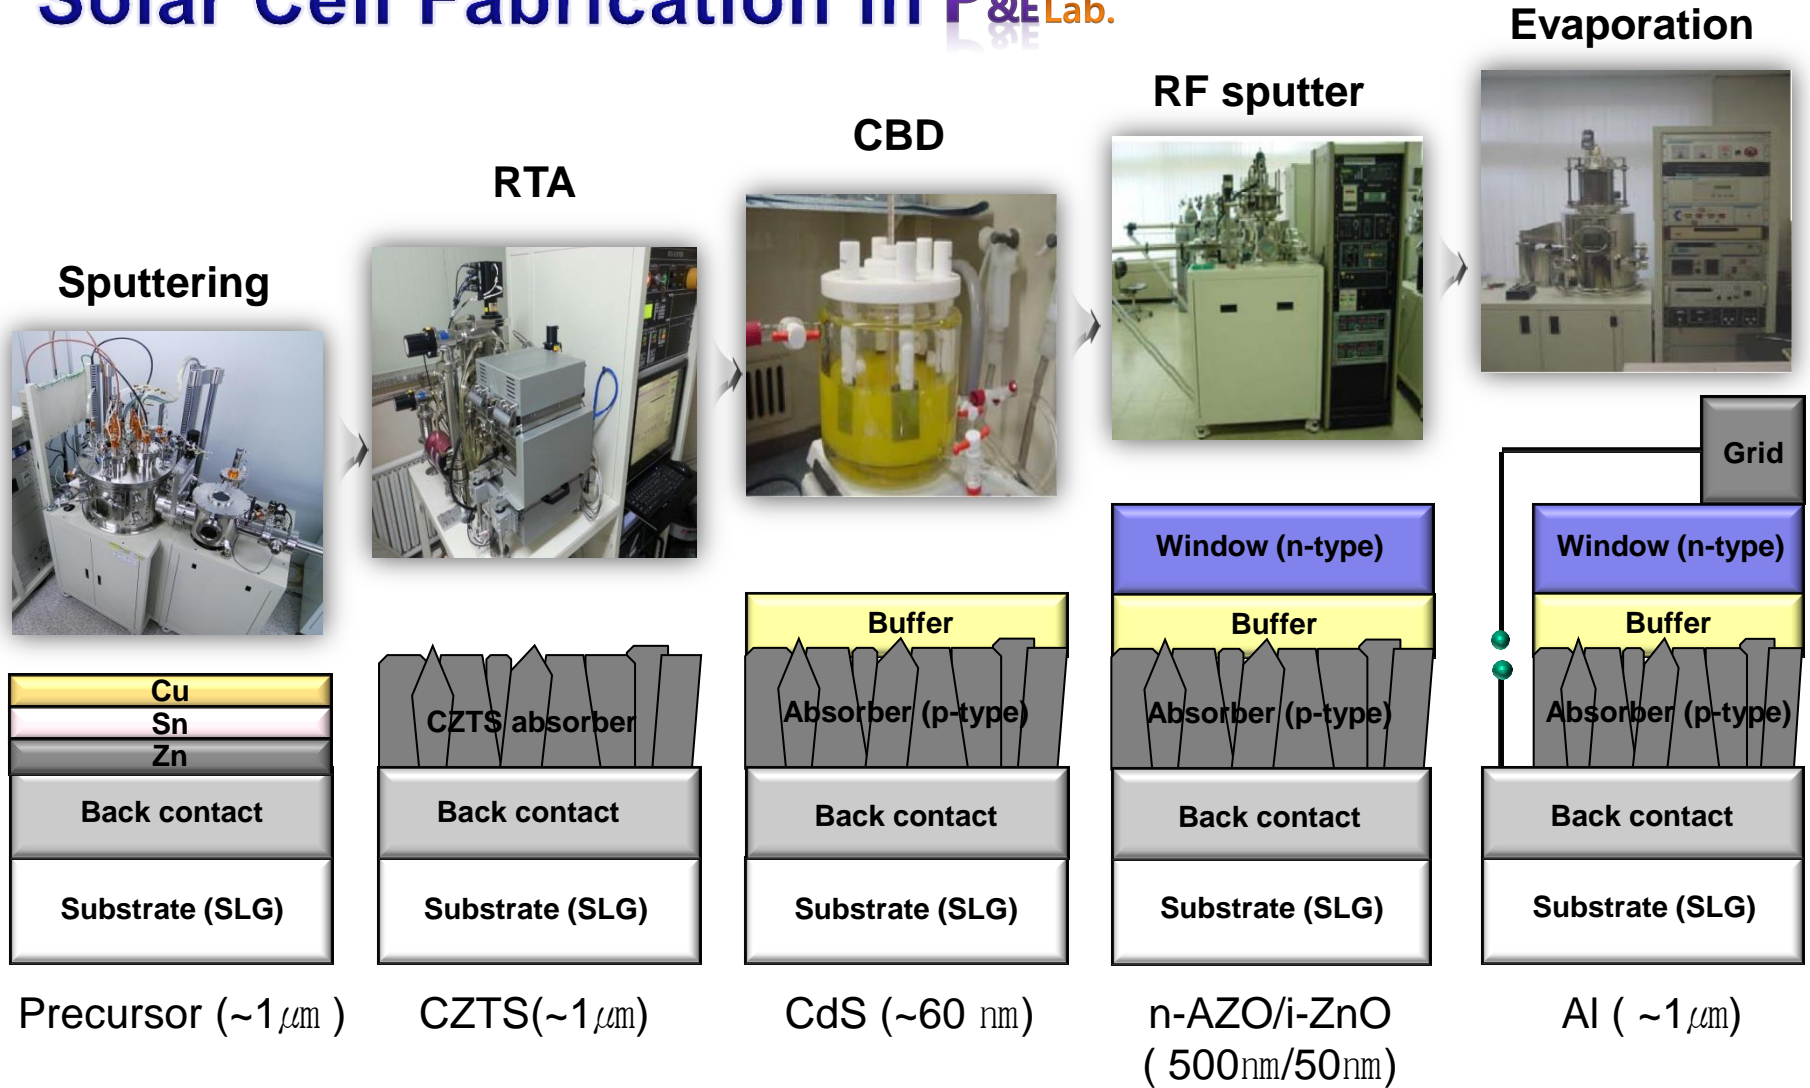 Solar Cell Fabrication in P&E Lab.
Evaporation
RF sputter
CBD
RTA
Sputtering
Grid
Window (n-type)
Window (n-type)
Buffer
Buffer
Buffer
Cu
Sn
Zn
CZTS absorber
Absorber (p-type)
Absorber (p-type)
Absorber (p-type)
Back contact
Back contact
Back contact
Back contact
Back contact
Substrate (SLG)
Substrate (SLG)
Substrate (SLG)
Substrate (SLG)
Substrate (SLG)
Precursor (~1㎛ )
CZTS(~1㎛)
CdS (~60 ㎚)
n-AZO/i-ZnO
( 500㎚/50㎚)
Al ( ~1㎛)